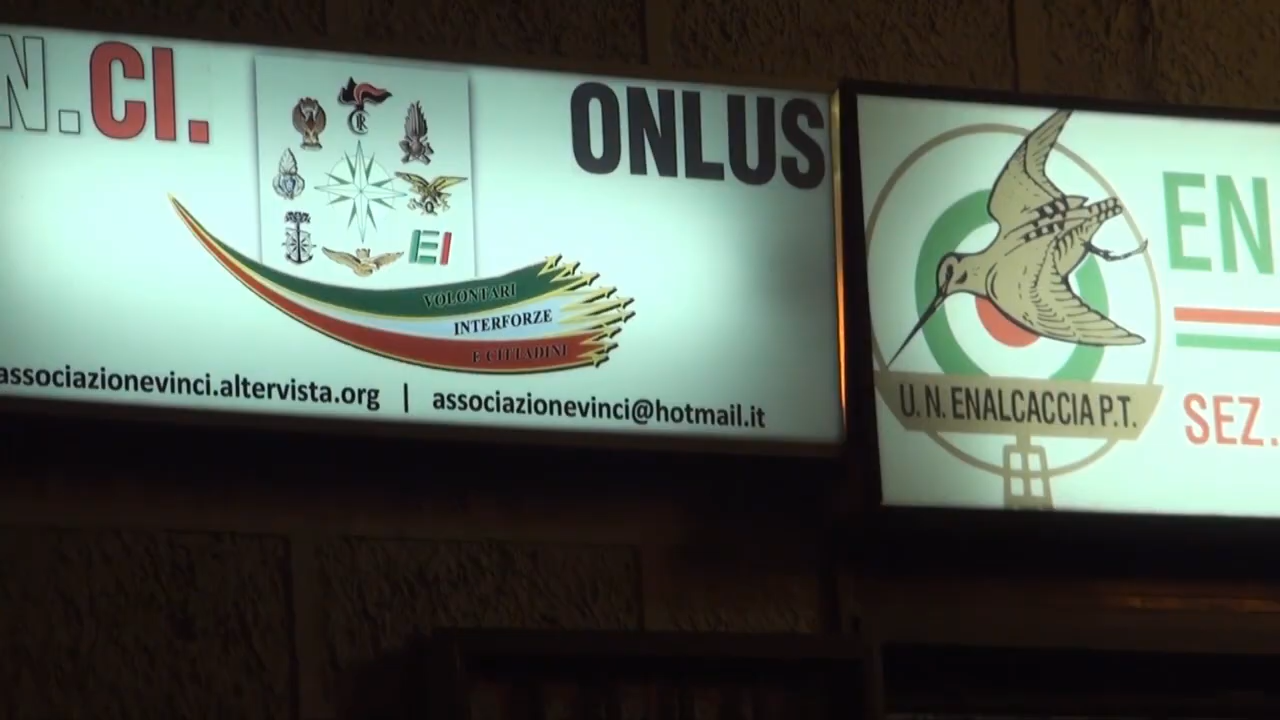 N.CI.
ONLUS
EI
VOLONTARI
INTERFORZE
E CITTADINI
associazionevinci.altervista.org | associazionevinci@hotmail.it
EN
U. N. ENALCACCIA P.T.
SEZ.